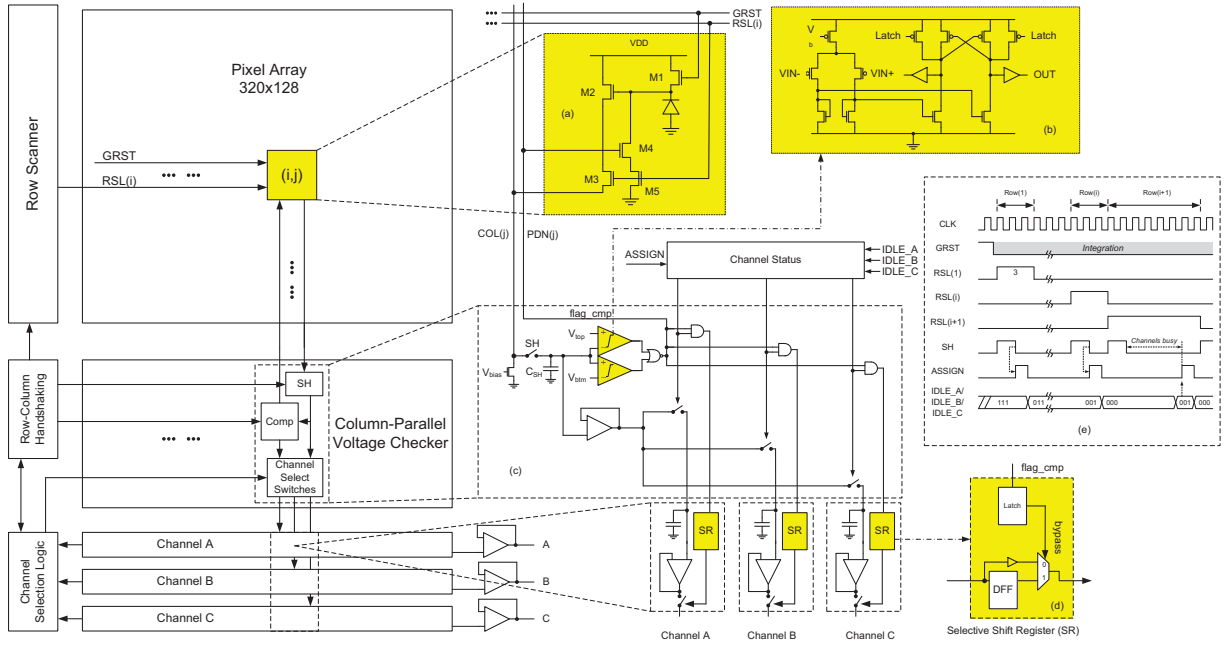 Row Scanner
Pixel Array
320x128
GRST
RSL(i)
(i,j)
GRST
RSL(i)
VDD
M1
M2
(a)
M4
M3
M5
V
b
Latch
Latch
VIN-
VIN+
OUT
(b)
COL(j)
PDN(j)
ASSIGN
Channel Status
IDLE_A
IDLE_B
IDLE_C
Row(1)
Row(i)
Row(i+1)
CLK
GRST
Integration
RSL(1)
3
RSL(i)
RSL(i+1)
SH
Channels busy
ASSIGN
IDLE_A/
IDLE_B/
IDLE_C
111
011
001
000
001
000
(e)
Row-Column
Handshaking
SH
Comp
Channel
Select
Switches
Column-Parallel
Voltage Checker
flag_cmp
Vtop
SH
CSH
Vbtm
Vbias
(c)
Channel
Selection Logic
Channel A
Channel B
Channel C
A
B
C
SR
SR
SR
Channel A
Channel B
Channel C
flag_cmp
Latch
bypass
0
1
DFF
(d)
Selective Shift Register (SR)